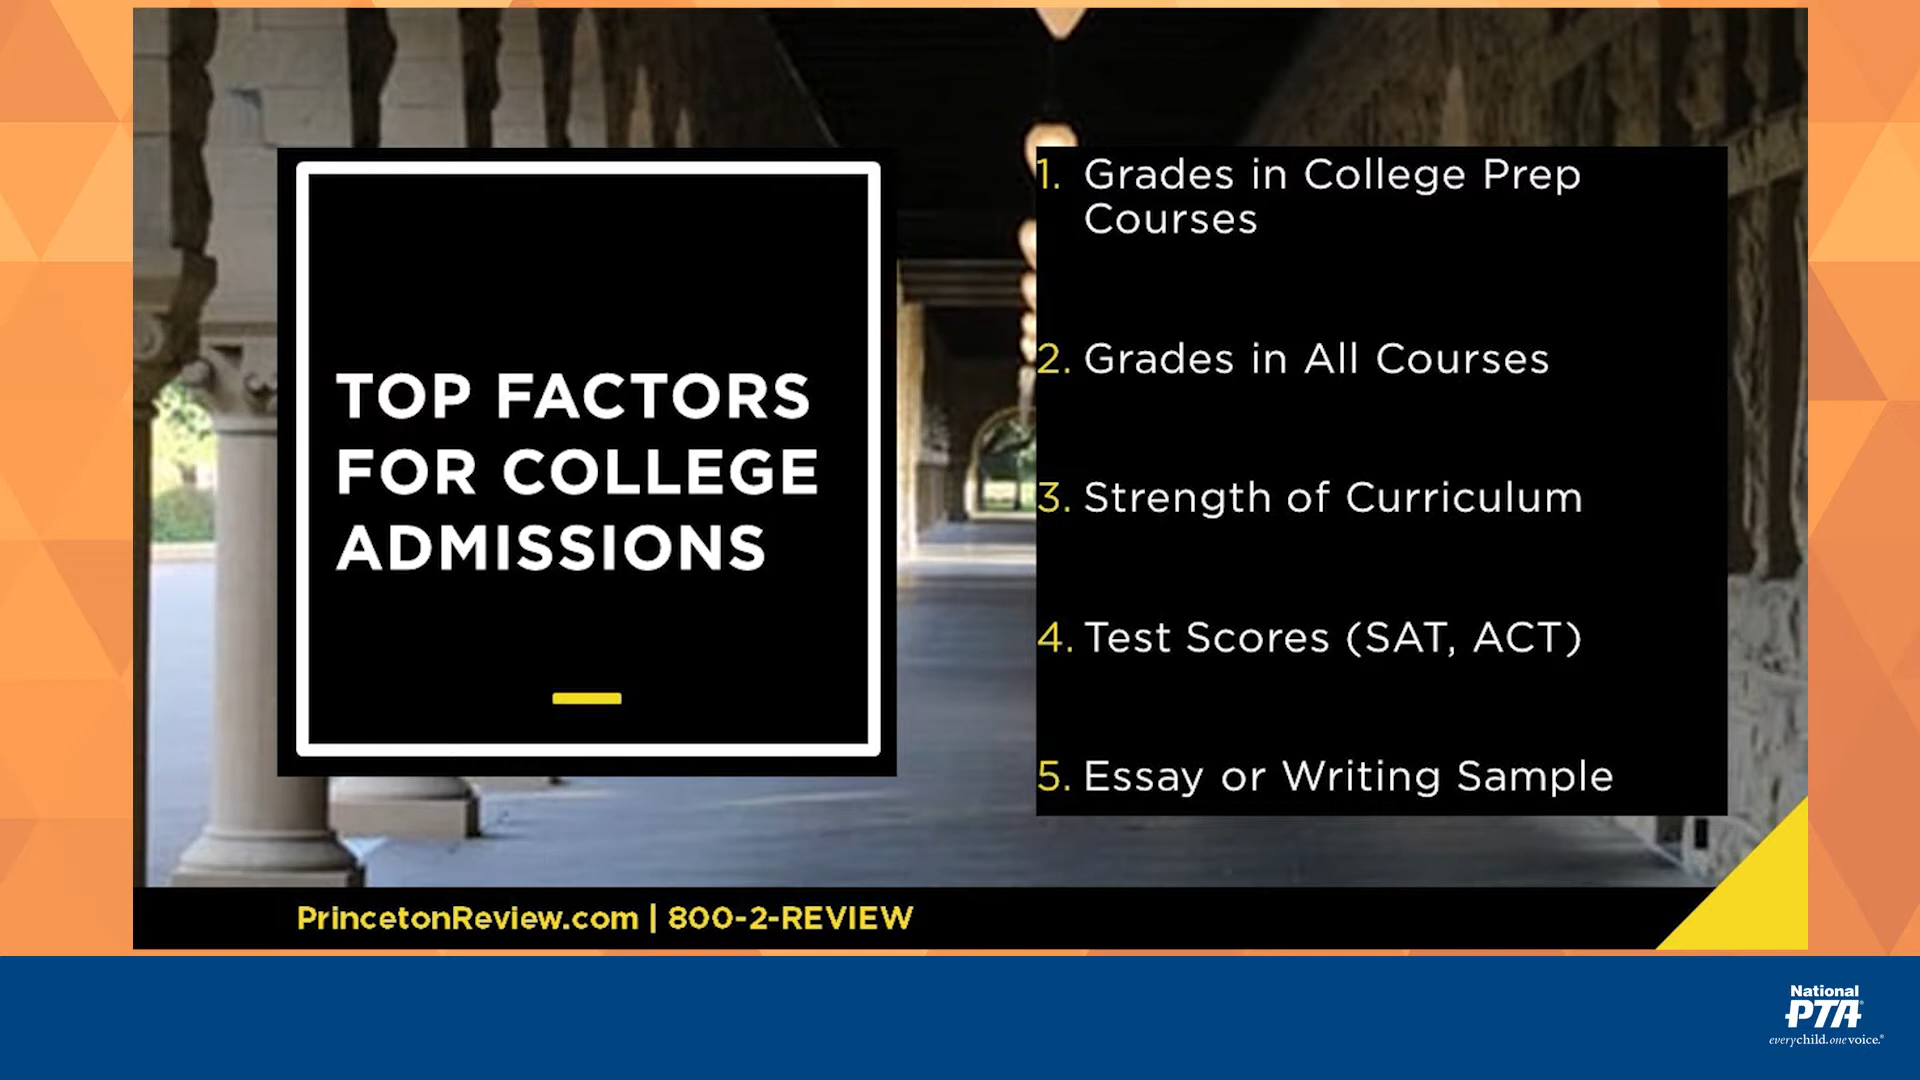 TOP FACTORS
FOR COLLEGE
ADMISSIONS
1. Grades in College Prep
Courses
2. Grades in All Courses
3. Strength of Curriculum
4. Test Scores (SAT, ACT)
5. Essay or Writing Sample
PrincetonReview.com | 800-2-REVIEW
National
PTA®
everychild.onevoice.®